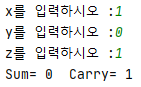 x를 입력하시오 :1
y를 입력하시오 :0
z를 입력하시오 :1
Sum= 0  Carry= 1